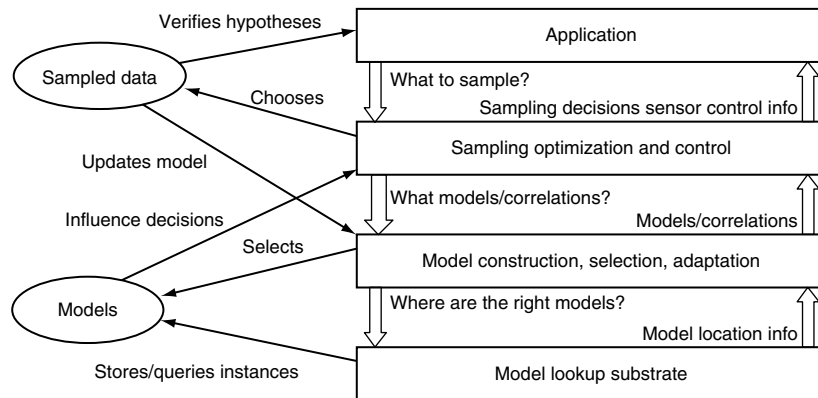 Verifies hypotheses
Application
Sampled data
What to sample?
Chooses
Sampling decisions sensor control info
Sampling optimization and control
Updates model
What models/correlations?
Influence decisions
Models/correlations
Selects
Model construction, selection, adaptation
Models
Where are the right models?
Model location info
Stores/queries instances
Model lookup substrate